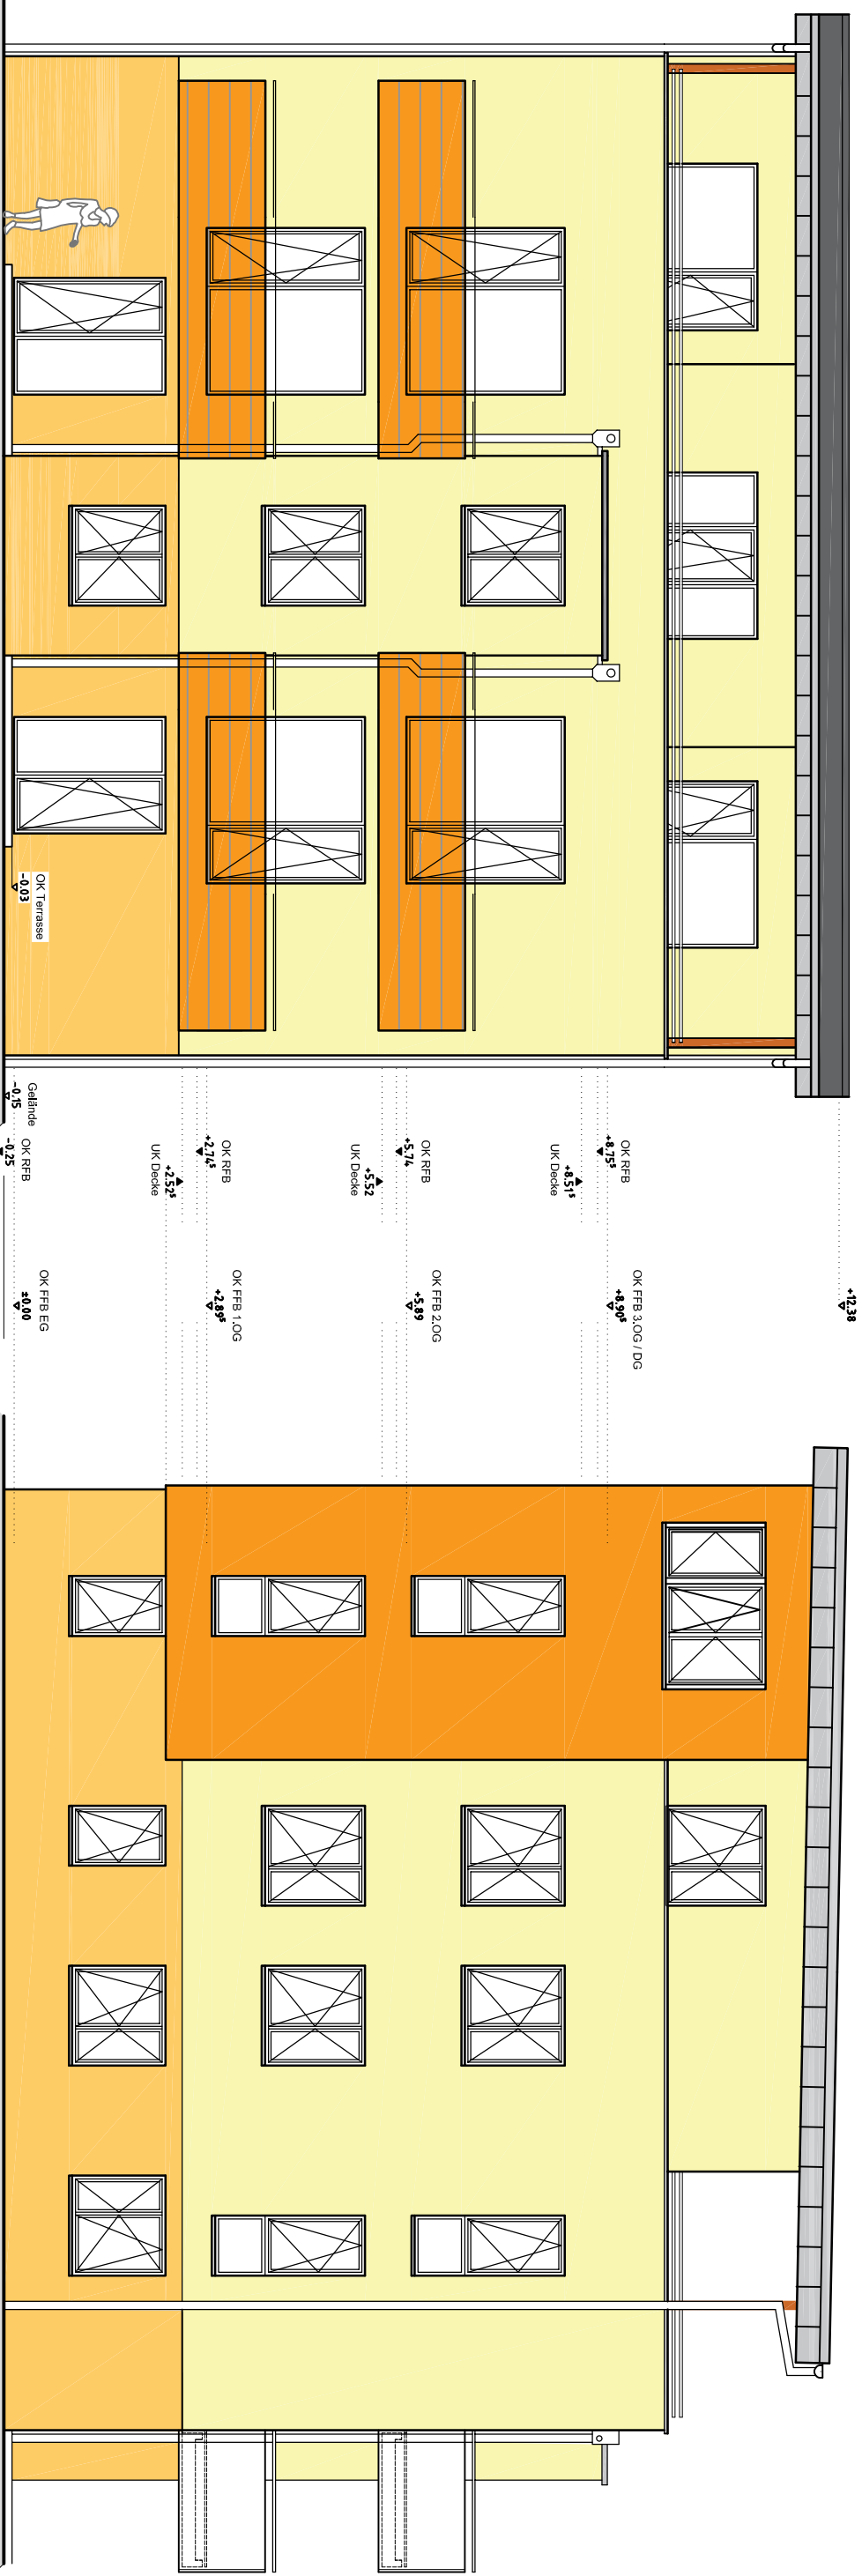 +12.38
OK RFB
+8.75⁵
+8.51⁵
UK Decke
OK FFB 3.OG / DG
+8.90⁵
OK RFB
+5.74
+5.52
UK Decke
OK FFB 2.OG
+5.89
OK RFB
+2.74⁵
+2.52⁵
UK Decke
OK FFB 1.OG
+2.89⁵
OK Terrasse
-0.03
Gelände
-0.15
OK RFB
-0.25
OK FFB EG
±0.00